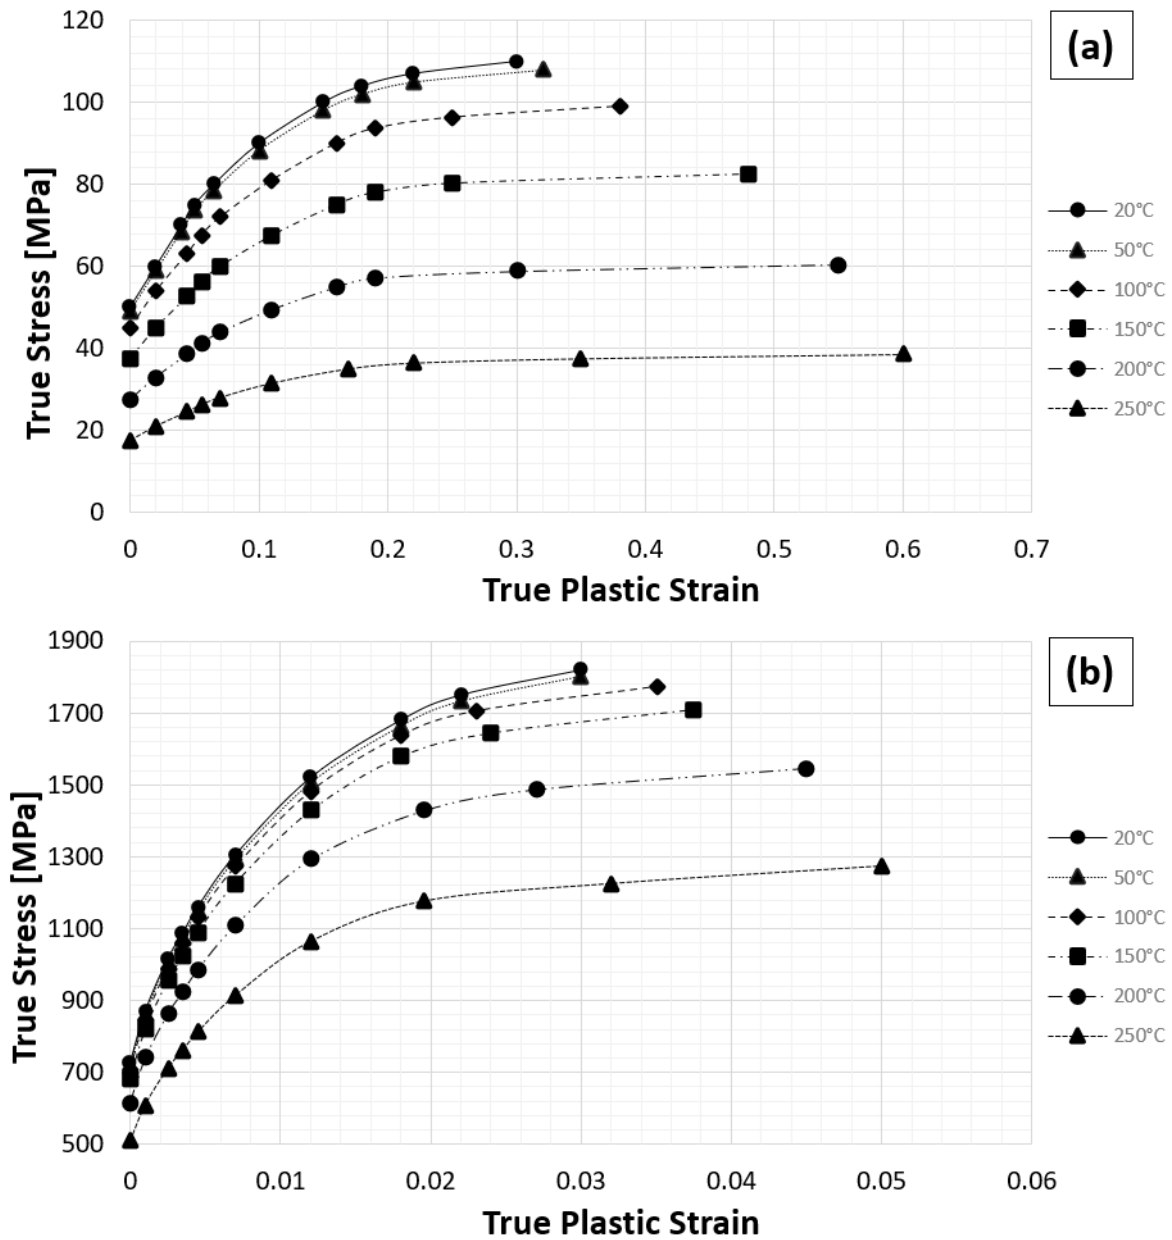 120
(a)
100
80
60
40
20
0
True Stress [MPa]
20°C
50°C
100°C
150°C
200°C
250°C
0 0.1 0.2 0.3 0.4 0.5 0.6 0.7
True Plastic Strain
1900
(b)
1700
1500
1300
1100
900
700
500
True Stress [MPa]
20°C
50°C
100°C
150°C
200°C
250°C
0 0.01 0.02 0.03 0.04 0.05 0.06
True Plastic Strain